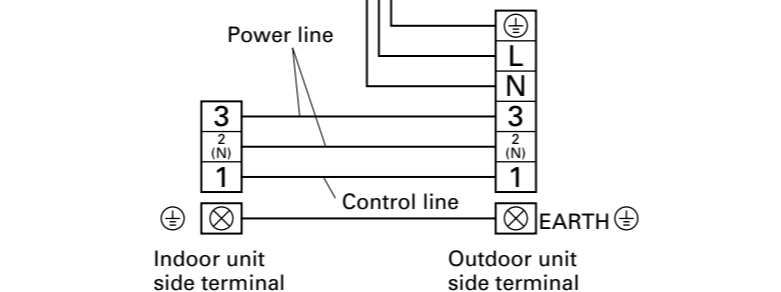 Power line
L
N
3
3
2
(N)
2
(N)
1
1
Control line
EARTH
Indoor unit
side terminal
Outdoor unit
side terminal